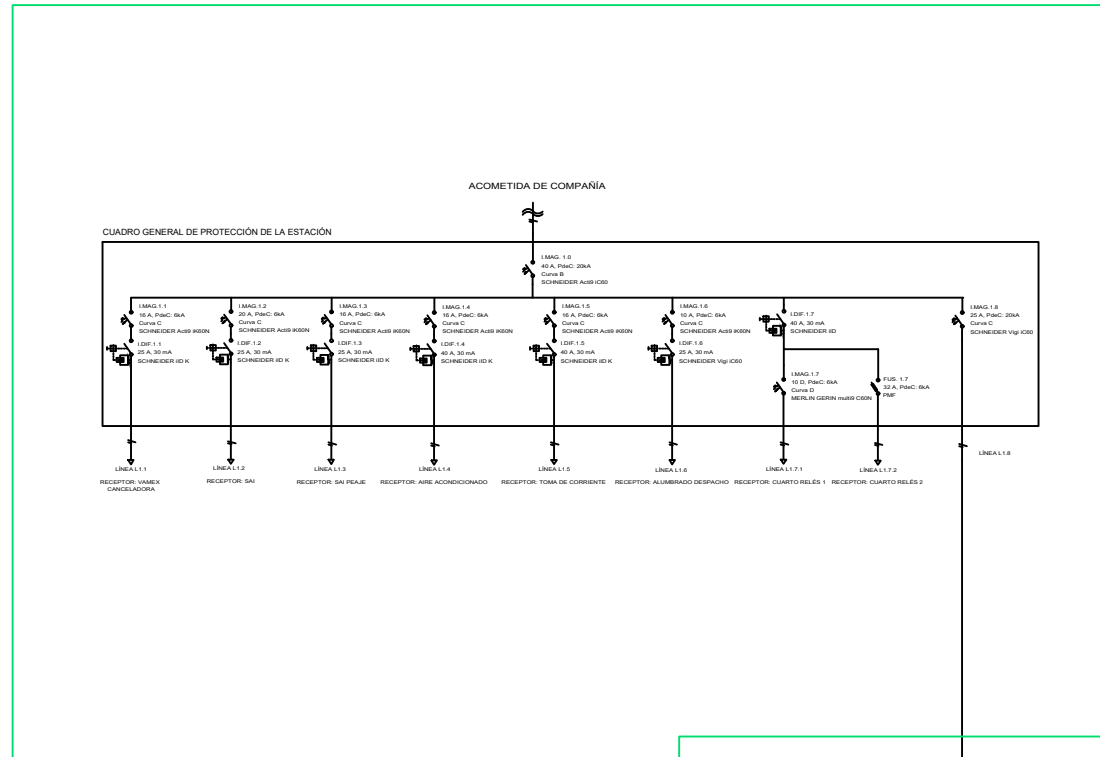 ACOMETIDA DE COMPAÑÍA
CUADRO GENERAL DE PROTECCIÓN DE LA ESTACIÓN
I.MAG. 1.0
40 A, PdeC: 20kA
Curva B
SCHNEIDER Acti9 iC60
I.MAG.1.1
16 A, PdeC: 6kA
Curva C
SCHNEIDER Acti9 iK60N
I.DIF.1.1
25 A, 30 mA
SCHNEIDER iID K
I.MAG.1.2
20 A, PdeC: 6kA
Curva C
SCHNEIDER Acti9 iK60N
I.DIF.1.2
25 A, 30 mA
SCHNEIDER iID K
I.MAG.1.3
16 A, PdeC: 6kA
Curva C
SCHNEIDER Acti9 iK60N
I.DIF.1.3
25 A, 30 mA
SCHNEIDER iID K
I.MAG.1.4
16 A, PdeC: 6kA
Curva C
SCHNEIDER Acti9 iK60N
I.DIF.1.4
40 A, 30 mA
SCHNEIDER iID K
I.MAG.1.5
16 A, PdeC: 6kA
Curva C
SCHNEIDER Acti9 iK60N
I.DIF.1.5
40 A, 30 mA
SCHNEIDER iID K
I.MAG.1.6
10 A, PdeC: 6kA
Curva C
SCHNEIDER Acti9 iK60N
I.DIF.1.6
25 A, 30 mA
SCHNEIDER Vigi iC60
I.DIF.1.7
40 A, 30 mA
SCHNEIDER iID
I.MAG.1.7
10 D, PdeC: 6kA
Curva D
MERLIN GERIN multi9 C60N
FUS. 1.7
32 A, PdeC: 6kA
PMF
I.MAG.1.8
25 A, PdeC: 20kA
Curva C
SCHNEIDER Vigi iC60
LÍNEA L1.1
RECEPTOR: VAMEX
CANCELADORA
LÍNEA L1.2
RECEPTOR: SAI
LÍNEA L1.3
RECEPTOR: SAI PEAJE
LÍNEA L1.4
RECEPTOR: AIRE ACONDICIONADO
LÍNEA L1.5
RECEPTOR: TOMA DE CORRIENTE
LÍNEA L1.6
RECEPTOR: ALUMBRADO DESPACHO
LÍNEA L1.7.1
RECEPTOR: CUARTO RELÉS 1
LÍNEA L1.7.2
RECEPTOR: CUARTO RELÉS 2
LÍNEA L1.8